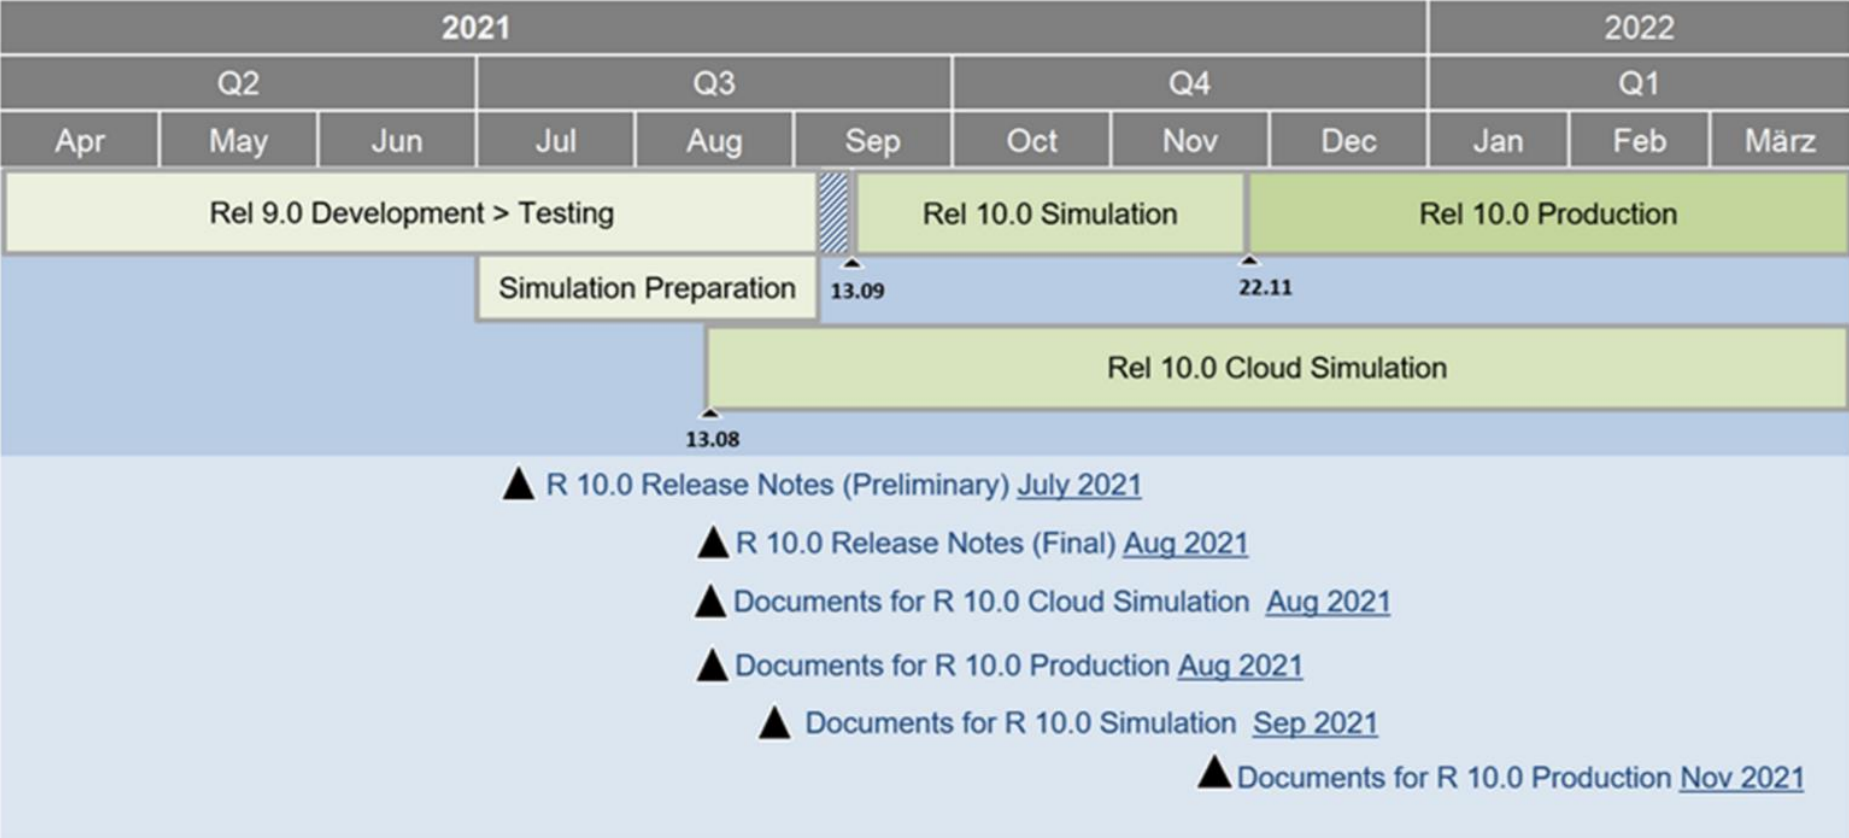 2021 2022
Q2 Q3 Q4 Q1
Apr May Jun Jul Aug Sep Oct Nov Dec Jan Feb März
Rel 9.0 Development > Testing Rel 10.0 Simulation Rel 10.0 Production
Simulation Preparation 13.09 22.11
Rel 10.0 Cloud Simulation
13.08
R 10.0 Release Notes (Preliminary) July 2021
R 10.0 Release Notes (Final) Aug 2021
Documents for R 10.0 Cloud Simulation Aug 2021
Documents for R 10.0 Production Aug 2021
Documents for R 10.0 Simulation Sep 2021
Documents for R 10.0 Production Nov 2021